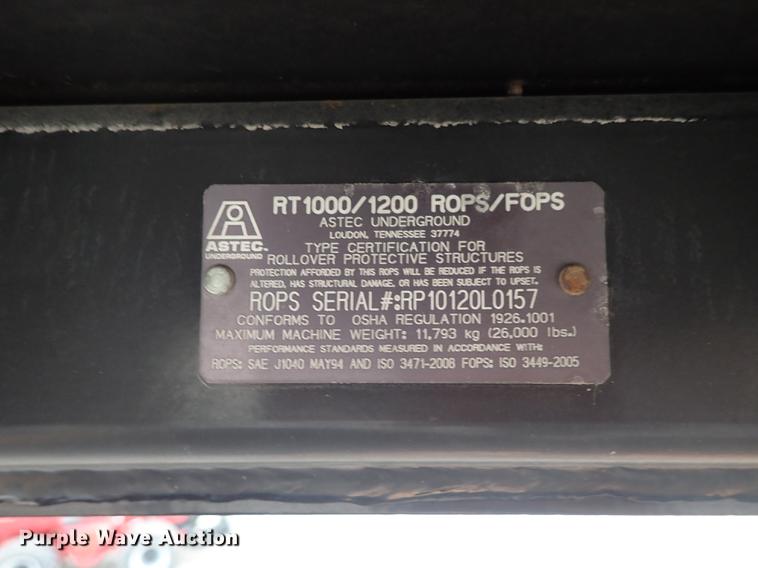 RT1000/1200 ROPS/FOPS
ASTEC UNDERGROUND
LOUDON, TENNESSEE 37774
ASTEC.
UNDERGROUND
TYPE CERTIFICATION FOR
ROLLOVER PROTECTIVE STRUCTURES
PROTECTION AFFORDED BY THIS ROPS WILL BE REDUCED IF THE ROPS IS
ALTERED, HAS STRUCTURAL DAMAGE, OR HAS BEEN SUBJECT TO UPSET.
ROPS SERIAL#:RP10120L0157
CONFORMS TO OSHA REGULATION 1926.1001
MAXIMUM MACHINE WEIGHT: 11,793 kg (26,000 lbs.)
PERFORMANCE STANDARDS MEASURED IN ACCORDANCE WITH:
ROPS: SAE J1040 MAY94 AND ISO 3471-2008 FOPS: ISO 3449-2005
Purple Wave Auction
Purple Wave Auction